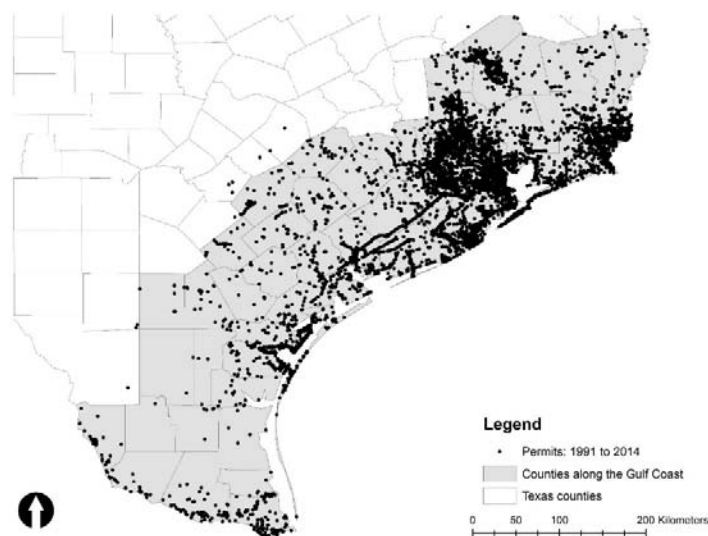 Legend
Permits: 1991 to 2014
Counties along the Gulf Coast
Texas counties
0 50 100 200 Kilometers